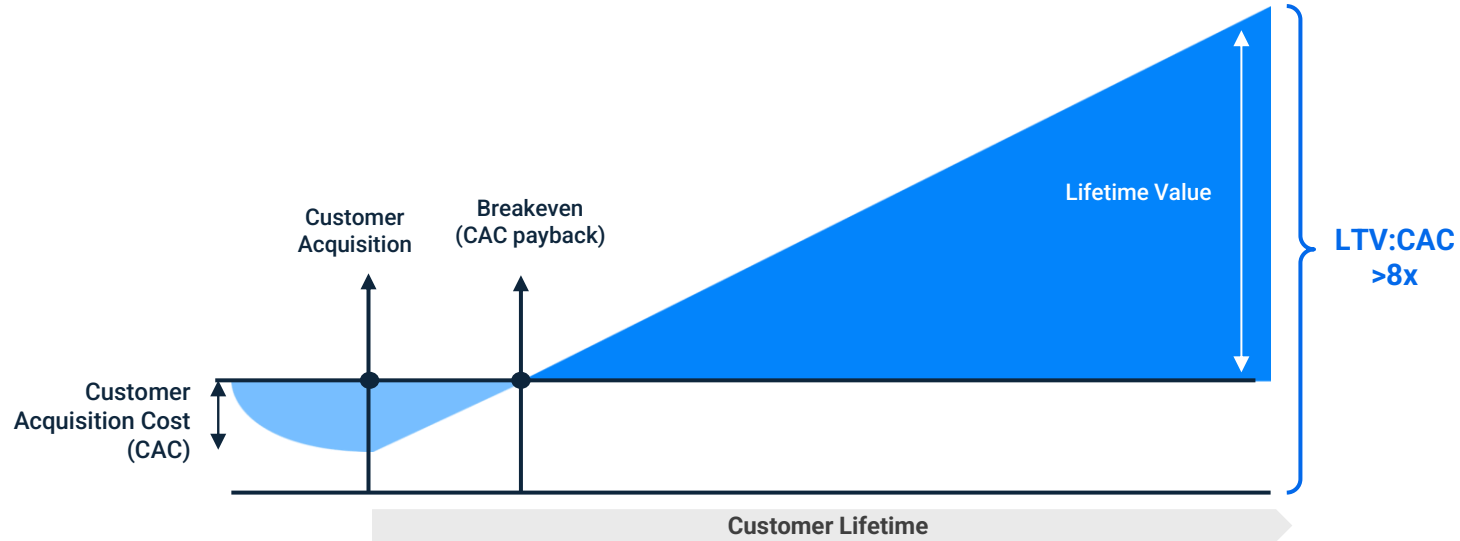 Customer
Acquisition
Breakeven
(CAC payback)
Lifetime Value
LTV:CAC
>8x
Customer
Acquisition Cost
(CAC)
Customer Lifetime